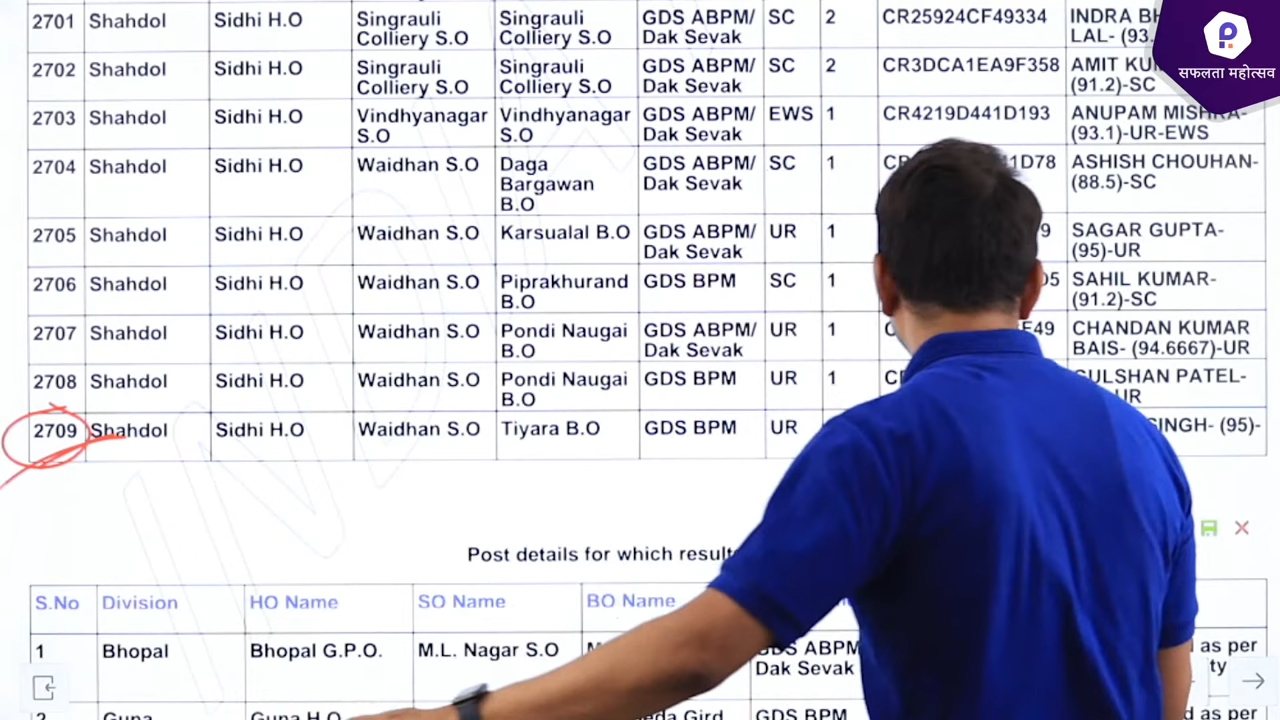 सफलता महोत्सव
2701 Shahdol Sidhi H.O Singrauli Colliery S.O Singrauli Colliery S.O GDS ABPM/ Dak Sevak SC 2 CR25924CF49334 INDRA LAL- (93.
2702 Shahdol Sidhi H.O Singrauli Colliery S.O Singrauli Colliery S.O GDS ABPM/ Dak Sevak SC 2 CR3DCA1EA9F358 AMIT (91.2)-SC
2703 Shahdol Sidhi H.O Vindhyanagar S.O Vindhyanagar S.O GDS ABPM/ Dak Sevak EWS 1 CR4219D441D193 ANUPAM MISHRA- (93.1)-UR-EWS
2704 Shahdol Sidhi H.O Waidhan S.O Daga Bargawan B.O GDS ABPM/ Dak Sevak SC 1 ASHISH CHOUHAN- (88.5)-SC
2705 Shahdol Sidhi H.O Waidhan S.O Karsualal B.O GDS ABPM/ Dak Sevak UR 1 SAGAR GUPTA- (95)-UR
2706 Shahdol Sidhi H.O Waidhan S.O Piprakhurand B.O GDS BPM SC 1 SAHIL KUMAR- (91.2)-SC
2707 Shahdol Sidhi H.O Waidhan S.O Pondi Naugai B.O GDS ABPM/ Dak Sevak UR 1 CHANDAN KUMAR BAIS- (94.6667)-UR
2708 Shahdol Sidhi H.O Waidhan S.O Pondi Naugai B.O GDS BPM UR 1 GULSHAN PATEL- UR
2709 Shahdol Sidhi H.O Waidhan S.O Tiyara B.O GDS BPM UR SINGH- (95)-
Post details for which
S.No Division HO Name SO Name BO Name
1 Bhopal Bhopal G.P.O. M.L. Nagar S.O GDS ABPM Dak Sevak as per
2 Guna Guna H.O Gird GDS BPM as per